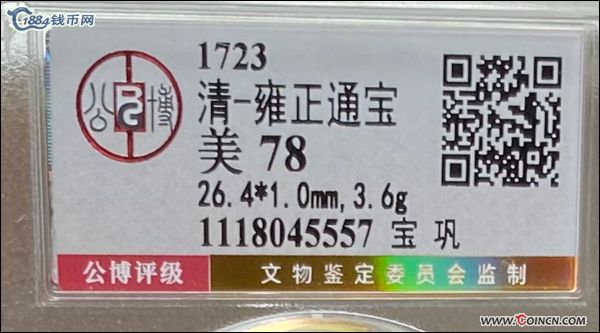 1884钱币网
1723
公 博
清-雍正通宝
美 78
26.4*1.0mm,3.6g
1118045557 宝 巩
公博评级 文物鉴定委员会监制
www.COINCN.com